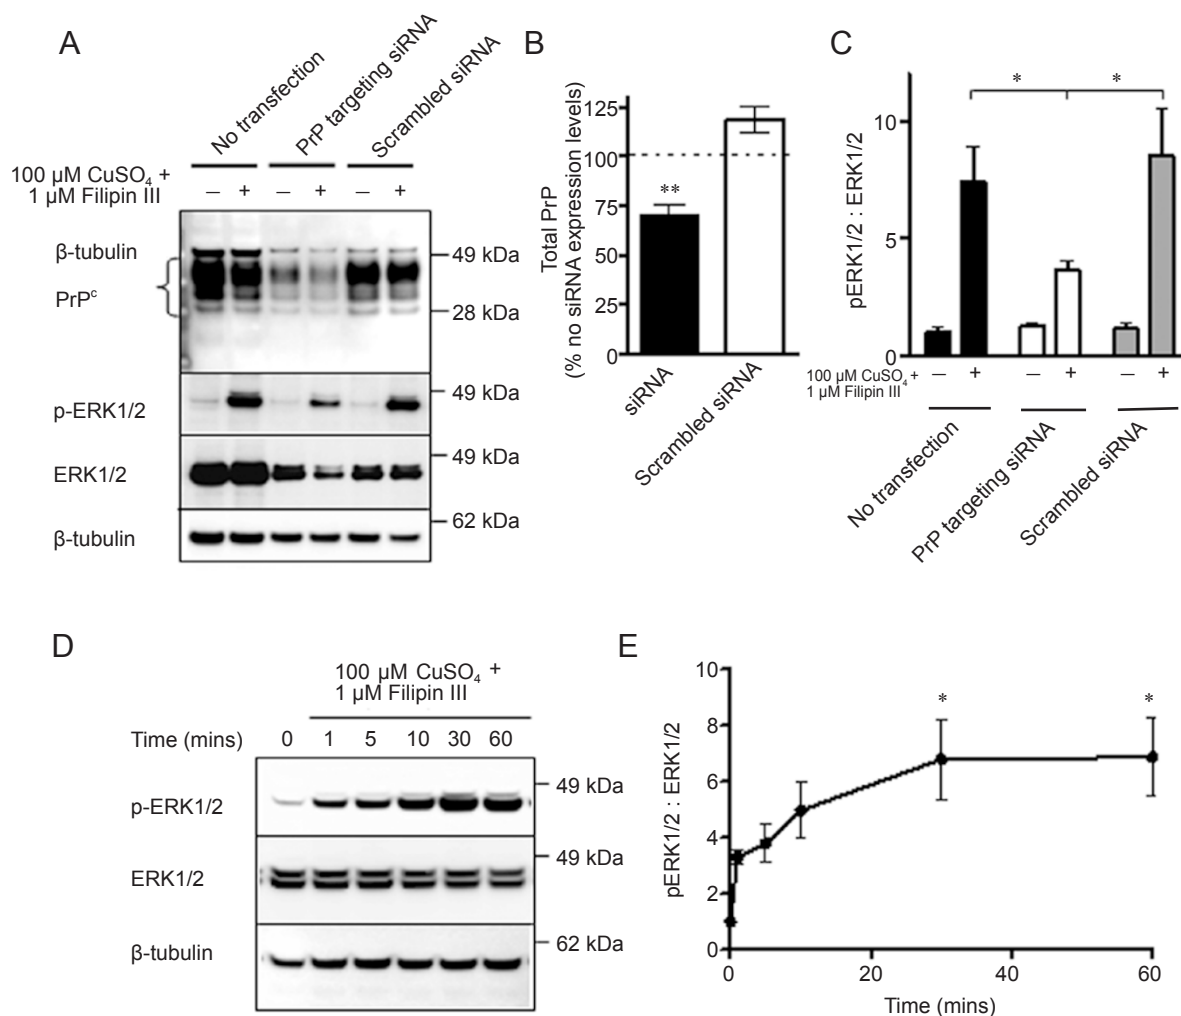 A
No transfection
PrP targeting siRNA
Scrambled siRNA
100 µM CuSO₄ +
1 µM Filipin III
– + – + – +
β-tubulin
PrPᶜ
49 kDa
28 kDa
p-ERK1/2
49 kDa
ERK1/2
49 kDa
β-tubulin
62 kDa
B
Total PrP
(% no siRNA expression levels)
125
100
75
50
25
0
**
siRNA
Scrambled siRNA
C
pERK1/2 : ERK1/2
10
5
0
* *
100 µM CuSO₄ +
1 µM Filipin III
– + – + – +
No transfection
PrP targeting siRNA
Scrambled siRNA
D
100 µM CuSO₄ +
1 µM Filipin III
Time (mins) 0 1 5 10 30 60
p-ERK1/2
49 kDa
ERK1/2
49 kDa
β-tubulin
62 kDa
E
pERK1/2 : ERK1/2
10
8
6
4
2
0
* *
0 20 40 60
Time (mins)